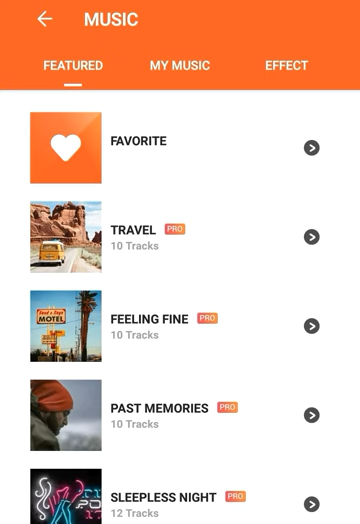 MUSIC
FEATURED MY MUSIC EFFECT
FAVORITE
TRAVEL PRO
10 Tracks
FEELING FINE PRO
10 Tracks
MOTEL
PAST MEMORIES PRO
10 Tracks
SLEEPLESS NIGHT PRO
12 Tracks